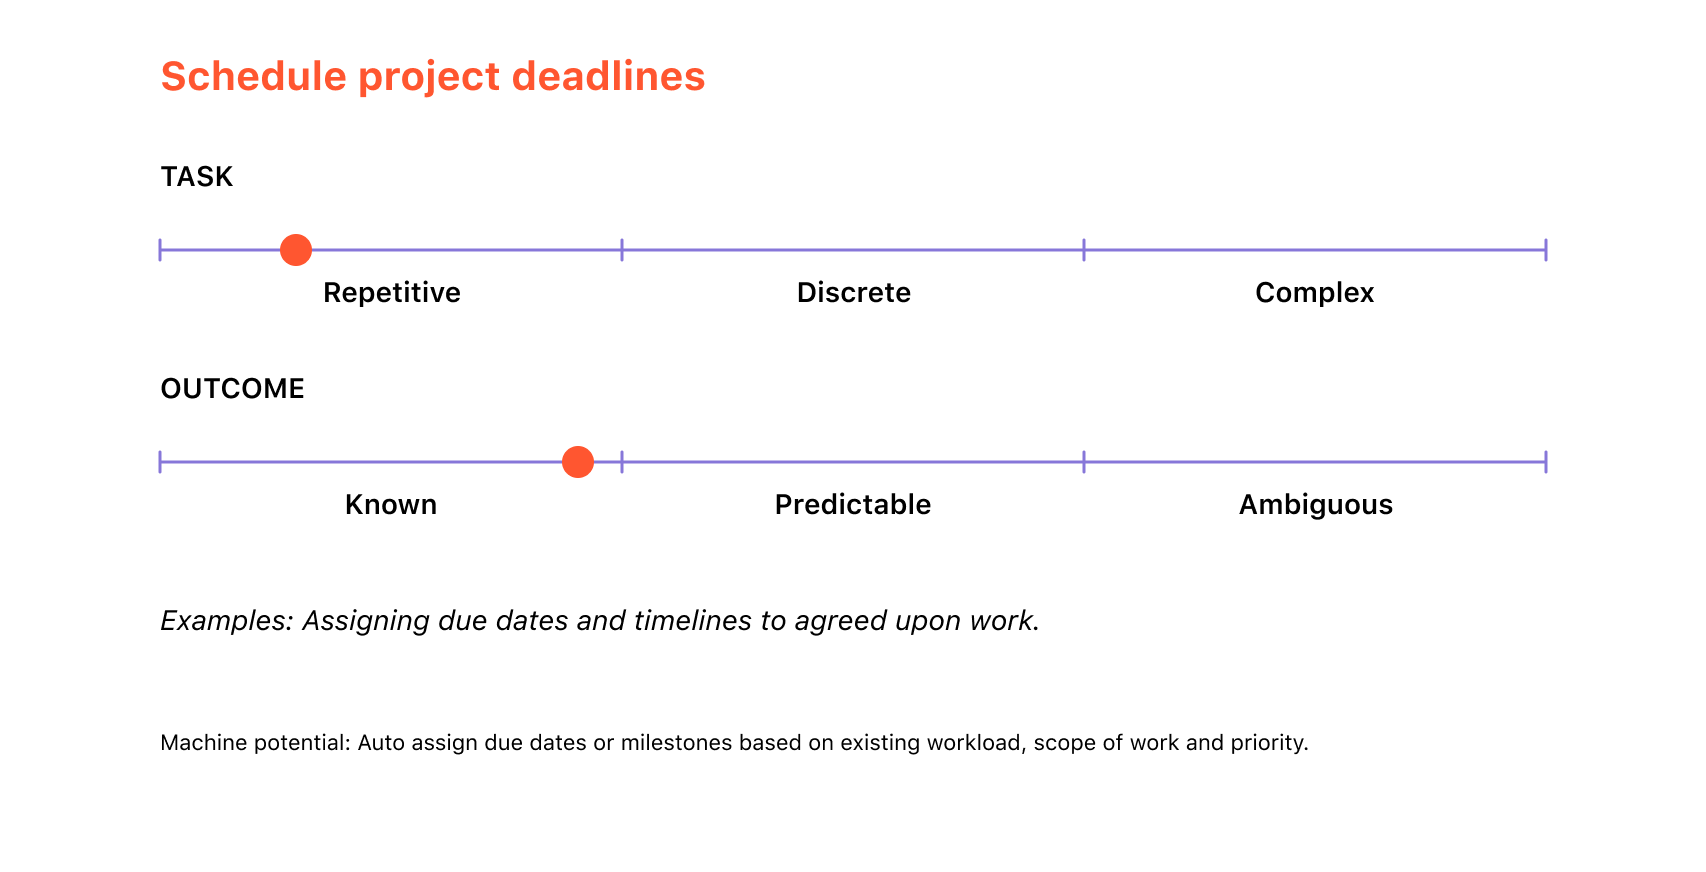 Schedule project deadlines
TASK
Repetitive
Discrete
Complex
OUTCOME
Known
Predictable
Ambiguous
Examples: Assigning due dates and timelines to agreed upon work.
Machine potential: Auto assign due dates or milestones based on existing workload, scope of work and priority.